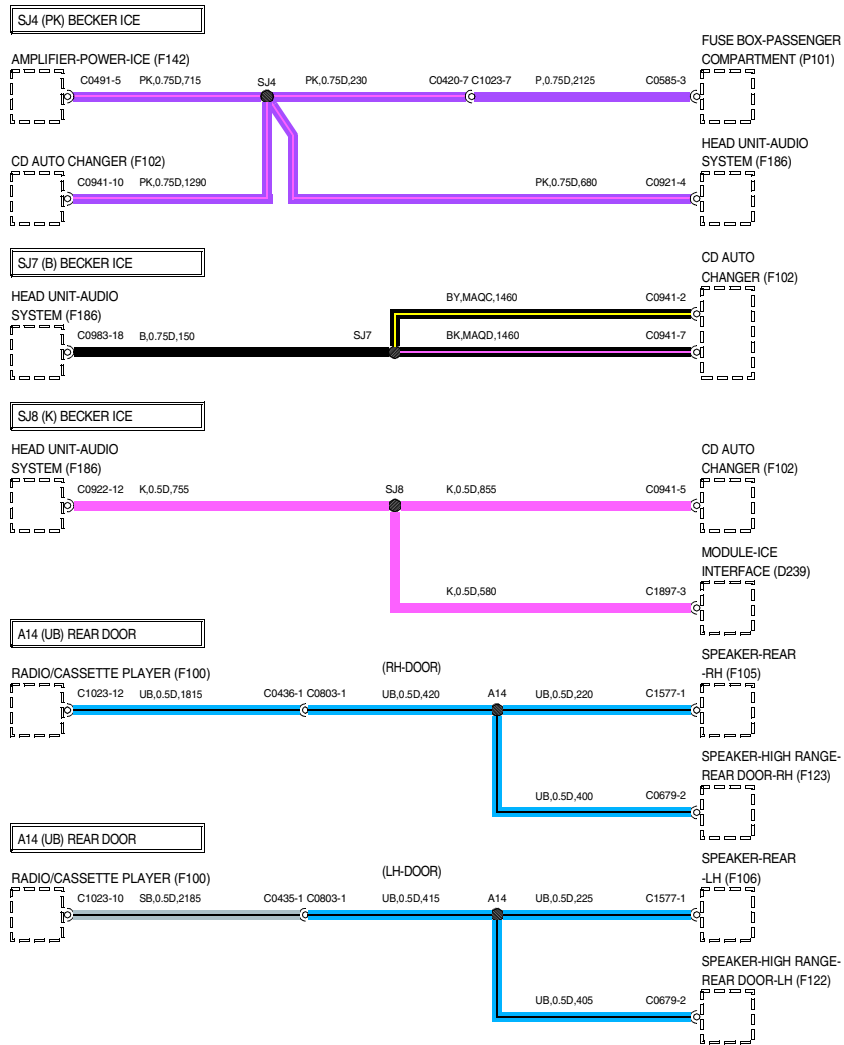 SJ4 (PK) BECKER ICE
AMPLIFIER-POWER-ICE (F142)
FUSE BOX-PASSENGER
COMPARTMENT (P101)
C0491-5 PK,0.75D,715 SJ4 PK,0.75D,230 C0420-7 C1023-7 P,0.75D,2125 C0585-3
CD AUTO CHANGER (F102)
HEAD UNIT-AUDIO
SYSTEM (F186)
C0941-10 PK,0.75D,1290 PK,0.75D,680 C0921-4
SJ7 (B) BECKER ICE
HEAD UNIT-AUDIO
SYSTEM (F186)
CD AUTO
CHANGER (F102)
BY,MAQC,1460 C0941-2
C0983-18 B,0.75D,150 SJ7 BK,MAQD,1460 C0941-7
SJ8 (K) BECKER ICE
HEAD UNIT-AUDIO
SYSTEM (F186)
CD AUTO
CHANGER (F102)
C0922-12 K,0.5D,755 SJ8 K,0.5D,855 C0941-5
MODULE-ICE
INTERFACE (D239)
K,0.5D,580 C1897-3
A14 (UB) REAR DOOR
RADIO/CASSETTE PLAYER (F100)
(RH-DOOR)
SPEAKER-REAR
-RH (F105)
C1023-12 UB,0.5D,1815 C0436-1 C0803-1 UB,0.5D,420 A14 UB,0.5D,220 C1577-1
SPEAKER-HIGH RANGE-
REAR DOOR-RH (F123)
UB,0.5D,400 C0679-2
A14 (UB) REAR DOOR
RADIO/CASSETTE PLAYER (F100)
(LH-DOOR)
SPEAKER-REAR
-LH (F106)
C1023-10 SB,0.5D,2185 C0435-1 C0803-1 UB,0.5D,415 A14 UB,0.5D,225 C1577-1
SPEAKER-HIGH RANGE-
REAR DOOR-LH (F122)
UB,0.5D,405 C0679-2